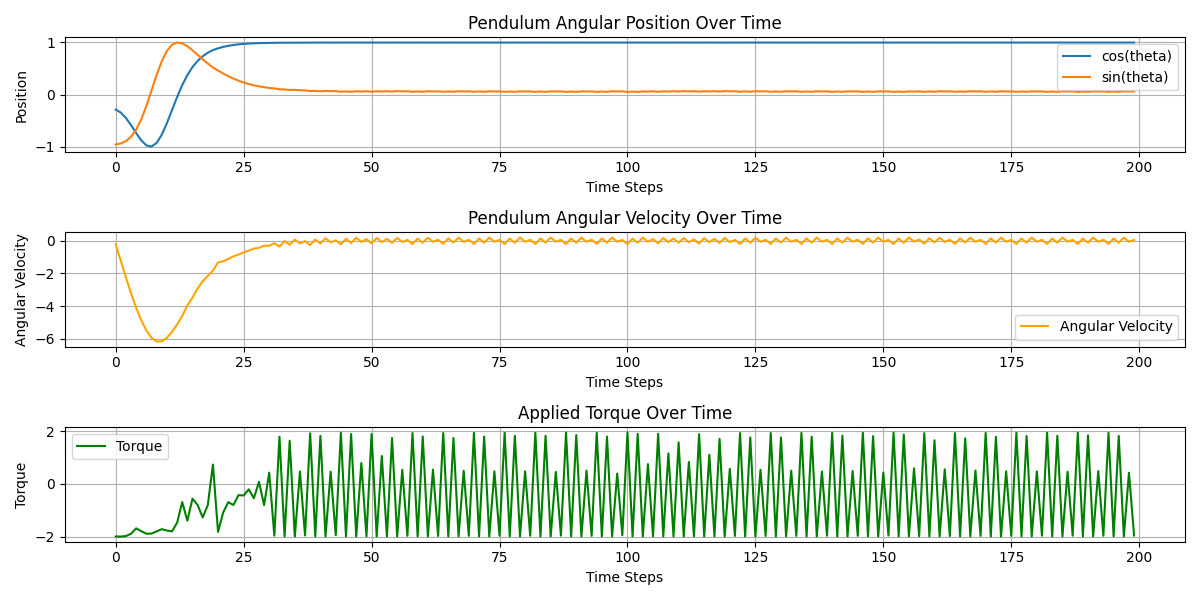 Pendulum Angular Position Over Time
Position
1
0
−1
cos(theta)
sin(theta)
0 25 50 75 100 125 150 175 200
Time Steps
Pendulum Angular Velocity Over Time
Angular Velocity
0
−2
−4
−6
Angular Velocity
0 25 50 75 100 125 150 175 200
Time Steps
Applied Torque Over Time
Torque
2
0
−2
Torque
0 25 50 75 100 125 150 175 200
Time Steps